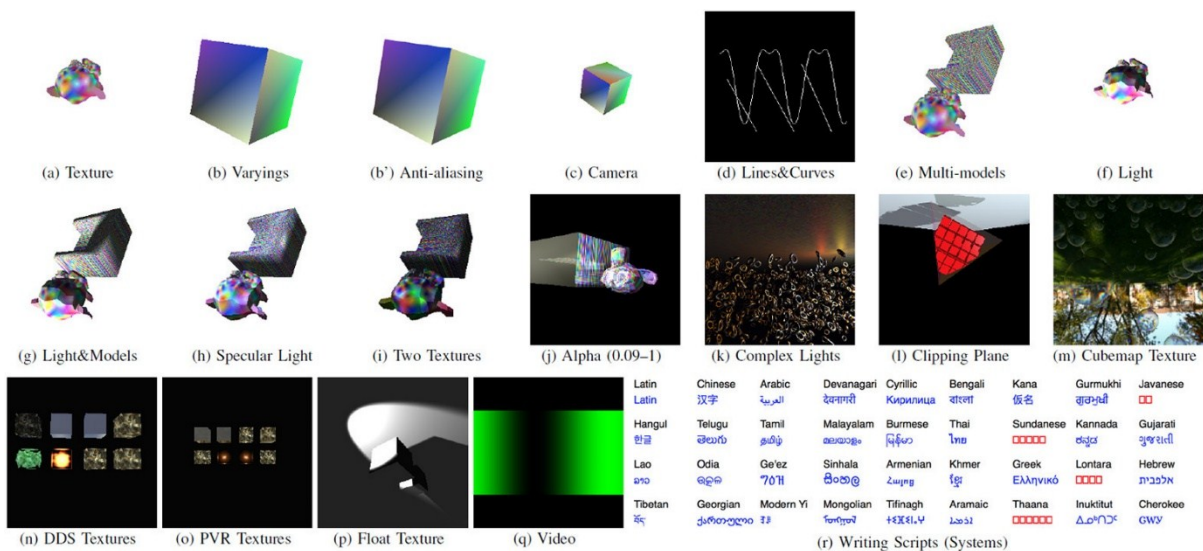 (a) Texture (b) Varyings (b') Anti-aliasing (c) Camera (d) Lines&Curves (e) Multi-models (f) Light
(g) Light&Models (h) Specular Light (i) Two Textures (j) Alpha (0.09–1) (k) Complex Lights (l) Clipping Plane (m) Cubemap Texture
Latin Chinese Arabic Devanagari Cyrillic Bengali Kana Gurmukhi Javanese
Latin 汉字 العربية देवनागरी Кирилица বাংলা 仮名 ਗੁਰਮੁਖੀ
Hangul Telugu Tamil Malayalam Burmese Thai Sundanese Kannada Gujarati
한글 తెలుగు தமிழ் മലയാളം မြန်မာ ไทย ಕನ್ನಡ ગુજરાતી
Lao Odia Ge'ez Sinhala Armenian Khmer Greek Lontara Hebrew
ລາວ ଉତ୍କଳ ግዕዝ සිංහල Հայոց ខ្មែរ Ελληνικό אלפבית
Tibetan Georgian Modern Yi Mongolian Tifinagh Aramaic Thaana Inuktitut Cherokee
བོད་ ქართული ᐃᓄᒃᑎᑐᑦ ᏣᎳᎩ
(n) DDS Textures (o) PVR Textures (p) Float Texture (q) Video (r) Writing Scripts (Systems)